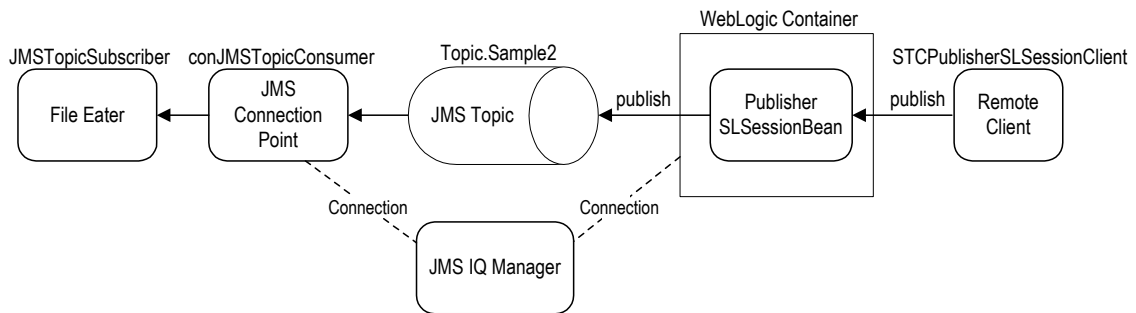 WebLogic Container
JMSTopicSubscriber
conJMSTopicConsumer
Topic.Sample2
STCPublisherSLSessionClient
File Eater
JMS
Connection
Point
JMS Topic
publish
Publisher
SLSessionBean
publish
Remote
Client
Connection
Connection
JMS IQ Manager